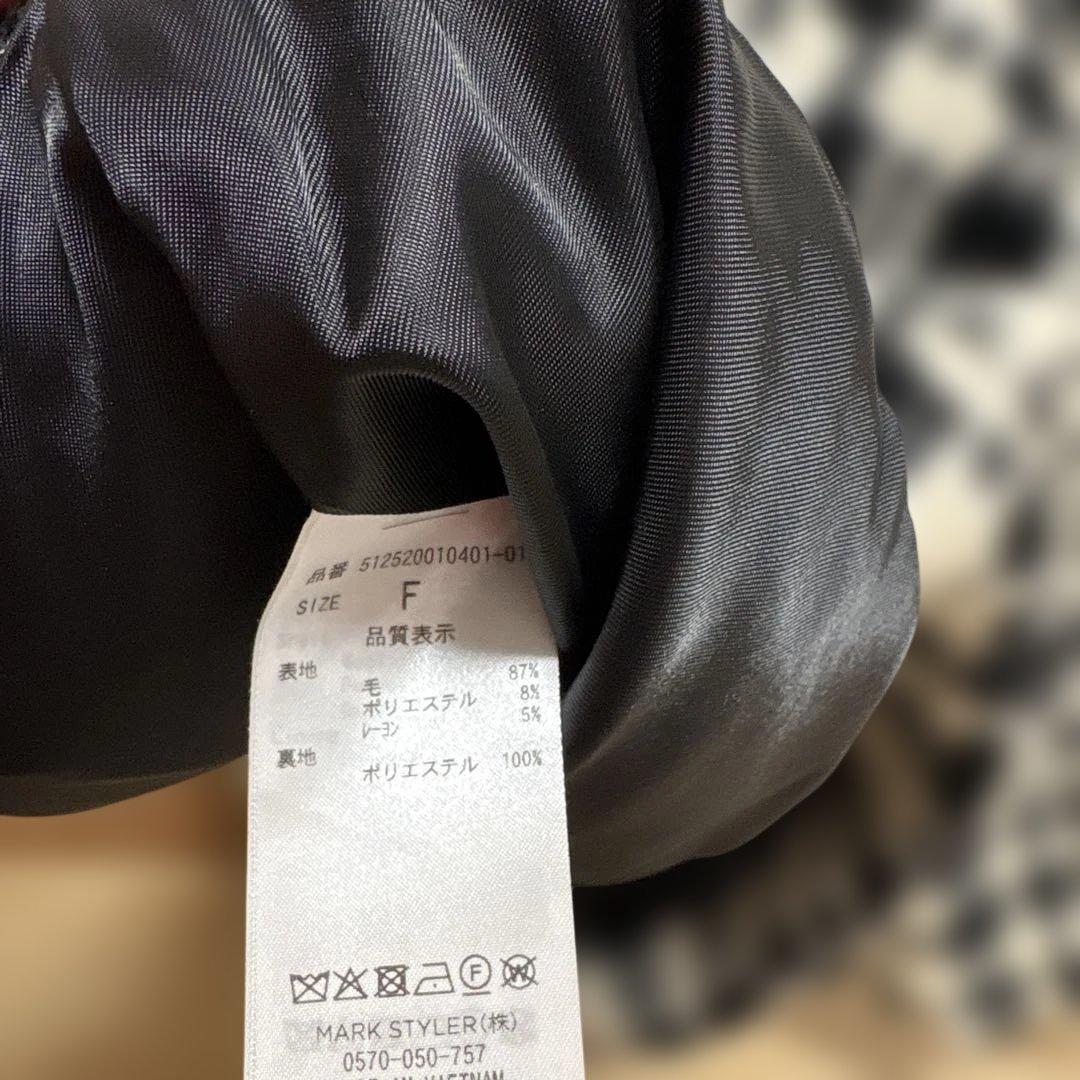 品番 512520010401-01
SIZE F
品質表示
表地
毛 87%
ポリエステル 8%
レーヨン 5%
裏地
ポリエステル 100%
F W
MARK STYLER(株)
0570-050-757
IN VIETNAM